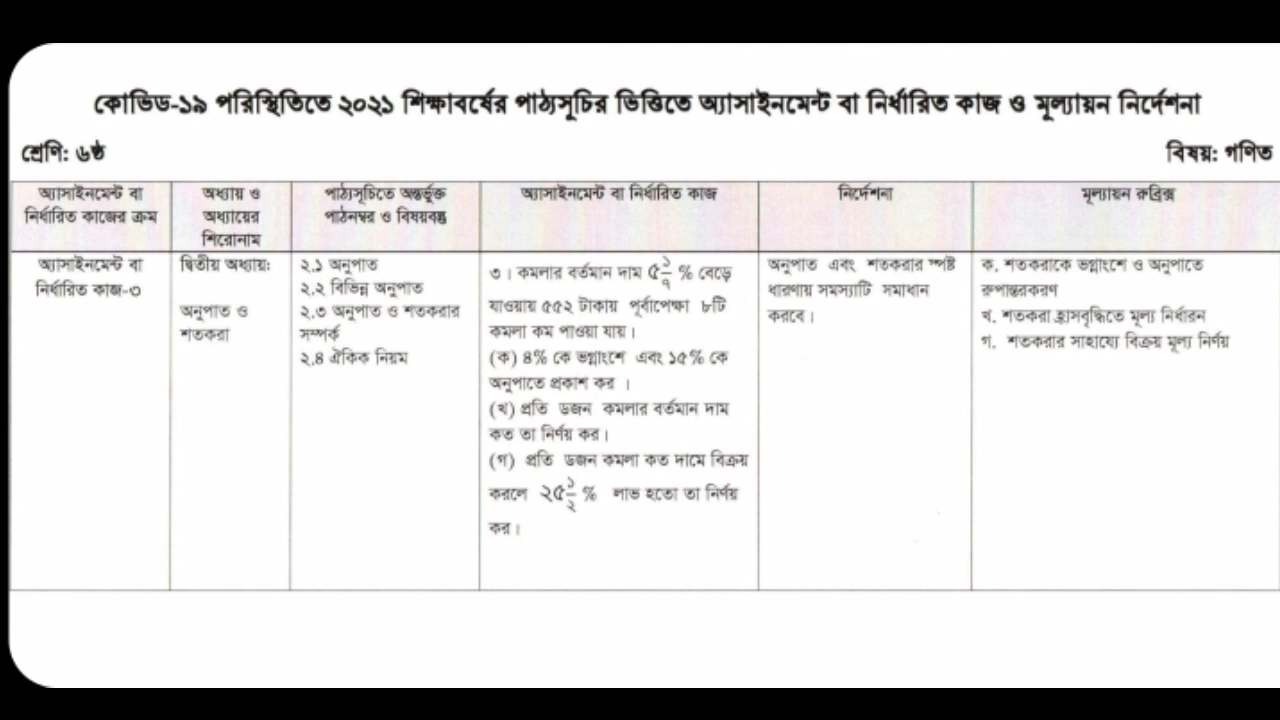 কোভিড-১৯ পরিস্থিতিতে ২০২১ শিক্ষাবর্ষের পাঠ্যসূচির ভিত্তিতে অ্যাসাইনমেন্ট বা নির্ধারিত কাজ ও মূল্যায়ন নির্দেশনা
শ্রেণি: ৬ষ্ঠ
বিষয়: গণিত
অ্যাসাইনমেন্ট বা
নির্ধারিত কাজের ক্রম
অধ্যায় ও
অধ্যায়ের
শিরোনাম
পাঠ্যসূচিতে অন্তর্ভুক্ত
পাঠনম্বর ও বিষয়বস্তু
অ্যাসাইনমেন্ট বা নির্ধারিত কাজ
নির্দেশনা
মূল্যায়ন রুব্রিক্স
অ্যাসাইনমেন্ট বা
নির্ধারিত কাজ-৩
দ্বিতীয় অধ্যায়:
অনুপাত ও
শতকরা
২.১ অনুপাত
২.২ বিভিন্ন অনুপাত
২.৩ অনুপাত ও শতকরার
সম্পর্ক
২.৪ ঐকিক নিয়ম
৩। কমলার বর্তমান দাম ৫ ১/৭ % বেড়ে
যাওয়ায় ৫৫২ টাকায় পূর্বাপেক্ষা ৮টি
কমলা কম পাওয়া যায়।
(ক) ৪% কে ভগ্নাংশে এবং ১৫% কে
অনুপাতে প্রকাশ কর ।
(খ) প্রতি ডজন কমলার বর্তমান দাম
কত তা নির্ণয় কর।
(গ) প্রতি ডজন কমলা কত দামে বিক্রয়
করলে ২৫ ১/২ % লাভ হতো তা নির্ণয়
কর।
অনুপাত এবং শতকরার স্পষ্ট
ধারণায় সমস্যাটি সমাধান
করবে।
ক. শতকরাকে ভগ্নাংশে ও অনুপাতে
রুপান্তরকরণ
খ. শতকরা হ্রাসবৃদ্ধিতে মূল্য নির্ধারন
গ. শতকরার সাহায্যে বিক্রয় মূল্য নির্ণয়